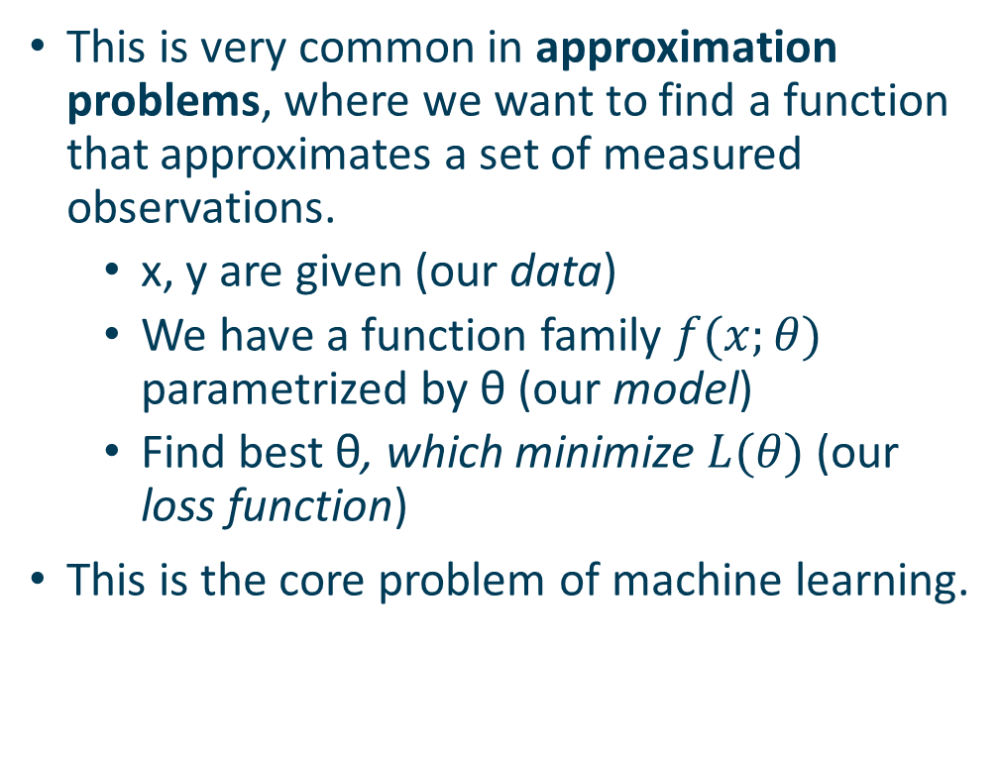 • This is very common in approximation
problems, where we want to find a function
that approximates a set of measured
observations.
• x, y are given (our data)
• We have a function family 𝑓(𝑥; 𝜃)
parametrized by θ (our model)
• Find best θ, which minimize 𝐿(𝜃) (our
loss function)
• This is the core problem of machine learning.